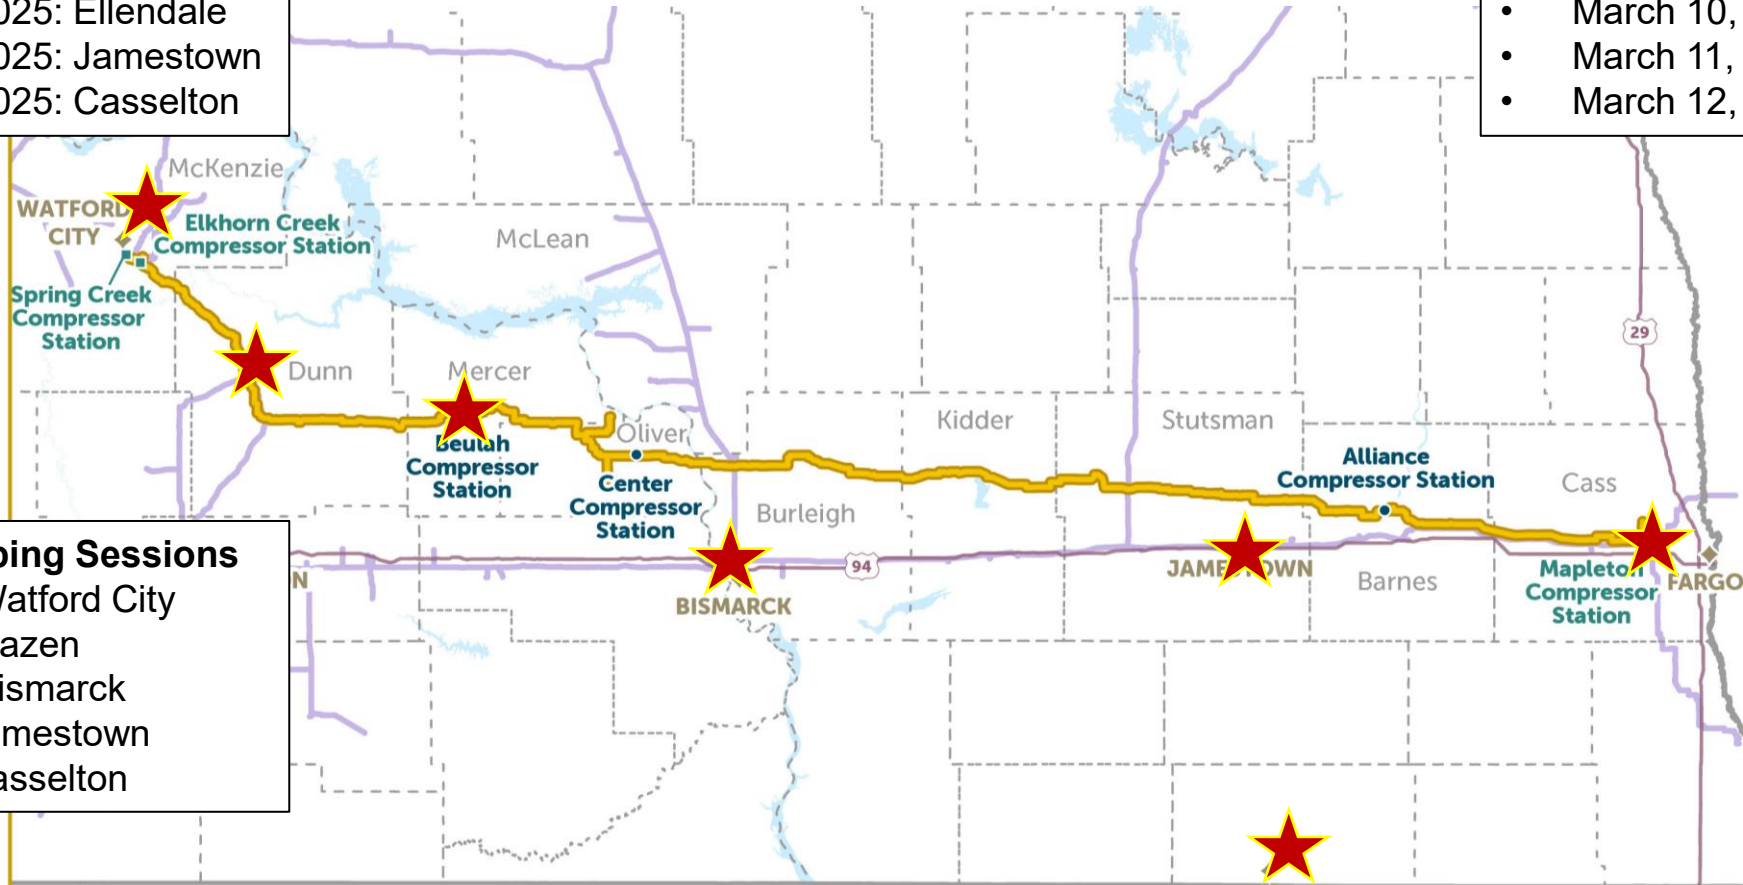 025: Ellendale
025: Jamestown
025: Casselton
• March 10,
• March 11,
• March 12,
McKenzie
WATFORD
CITY
Elkhorn Creek
Compressor Station
McLean
Spring Creek
Compressor
Station
29
Dunn
Mercer
Kidder
Stutsman
Oliver
Beulah
Compressor
Station
Alliance
Compressor Station
Center
Compressor
Station
Cass
Burleigh
ping Sessions
Watford City
azen
ismarck
mestown
asselton
N
94
BISMARCK
JAMESTOWN
Barnes
Mapleton
Compressor
Station
FARGO